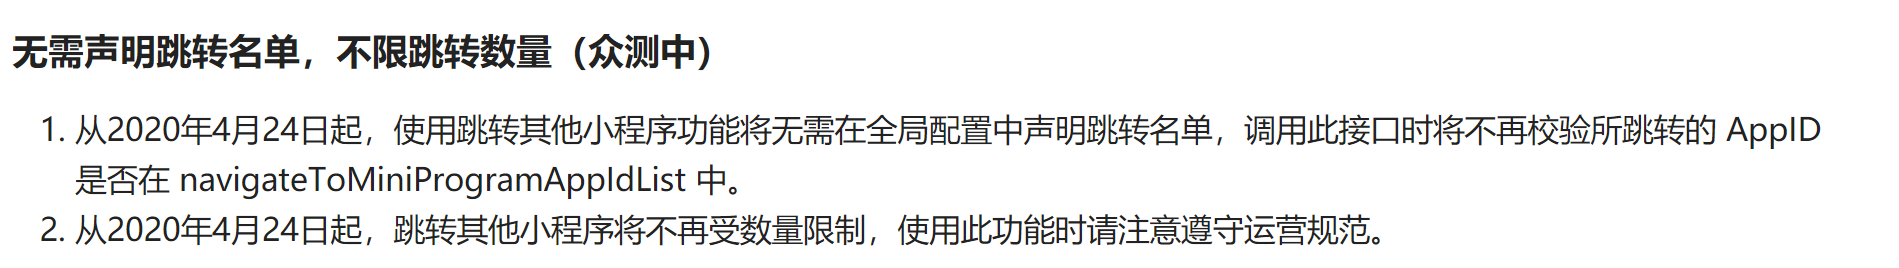 无需声明跳转名单，不限跳转数量（众测中）
1. 从2020年4月24日起，使用跳转其他小程序功能将无需在全局配置中声明跳转名单，调用此接口时将不再校验所跳转的 AppID
是否在 navigateToMiniProgramAppIdList 中。
2. 从2020年4月24日起，跳转其他小程序将不再受数量限制，使用此功能时请注意遵守运营规范。